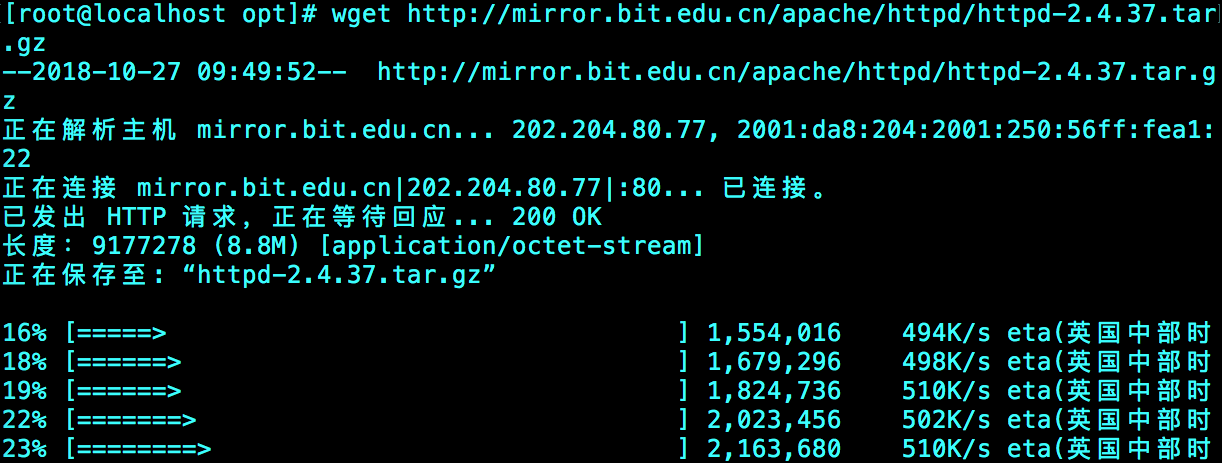 [root@localhost opt]# wget http://mirror.bit.edu.cn/apache/httpd/httpd-2.4.37.tar
.gz
--2018-10-27 09:49:52--  http://mirror.bit.edu.cn/apache/httpd/httpd-2.4.37.tar.g
z
正在解析主机 mirror.bit.edu.cn... 202.204.80.77, 2001:da8:204:2001:250:56ff:fea1:
22
正在连接 mirror.bit.edu.cn|202.204.80.77|:80... 已连接。
已发出 HTTP 请求，正在等待回应... 200 OK
长度：9177278 (8.8M) [application/octet-stream]
正在保存至: “httpd-2.4.37.tar.gz”
16% [=====>                                  ] 1,554,016    494K/s eta(英国中部时
18% [======>                                 ] 1,679,296    498K/s eta(英国中部时
19% [======>                                 ] 1,824,736    510K/s eta(英国中部时
22% [=======>                                ] 2,023,456    502K/s eta(英国中部时
23% [========>                               ] 2,163,680    510K/s eta(英国中部时